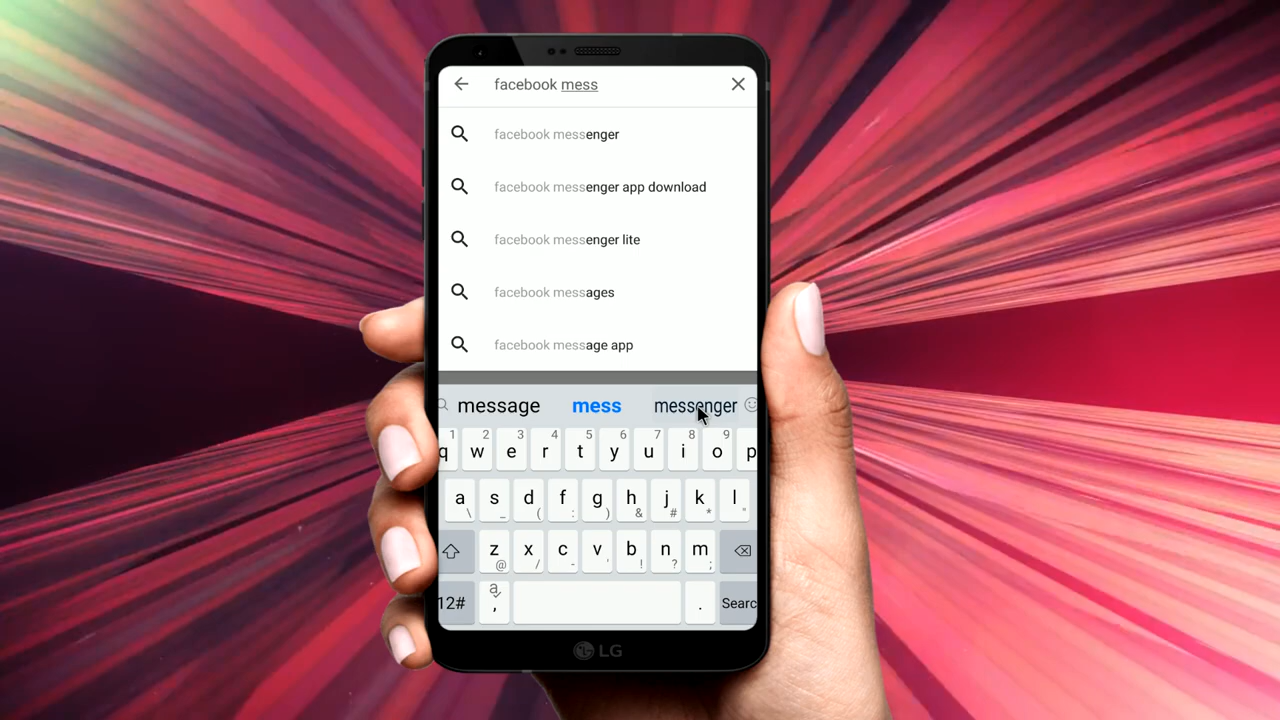 facebook mess
facebook messenger
facebook messenger app download
facebook messenger lite
facebook messages
facebook message app
message mess messenger
1 2 3 4 5 6 7 8 9
q w e r t y u i o p
a s d f g h j k l
\ _ ( : ) & # * "
z x c v b n m
@ / - ' ! ? ;
12# , . Searc
LG